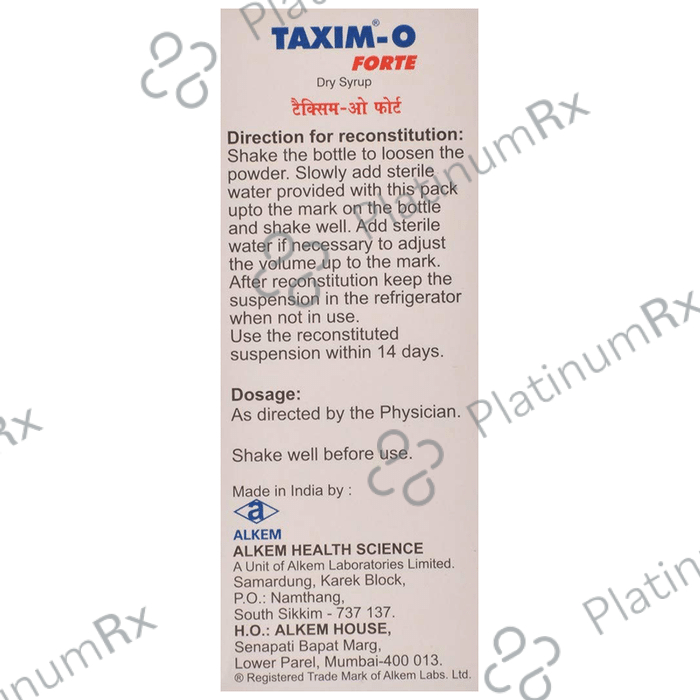 TAXIM®-O
FORTE
Dry Syrup
टैक्सिम-ओ फोर्ट
Direction for reconstitution:
Shake the bottle to loosen the
powder. Slowly add sterile
water provided with this pack
upto the mark on the bottle
and shake well. Add sterile
water if necessary to adjust
the volume up to the mark.
After reconstitution keep the
suspension in the refrigerator
when not in use.
Use the reconstituted
suspension within 14 days.
Dosage:
As directed by the Physician.
Shake well before use.
Made in India by :
a
ALKEM
ALKEM HEALTH SCIENCE
A Unit of Alkem Laboratories Limited.
Samardung, Karek Block,
P.O.: Namthang,
South Sikkim - 737 137.
H.O.: ALKEM HOUSE,
Senapati Bapat Marg,
Lower Parel, Mumbai-400 013.
® Registered Trade Mark of Alkem Labs. Ltd.
Platinum
PlatinumRx
PlatinumRx
Rx
PlatinumRx
Platin